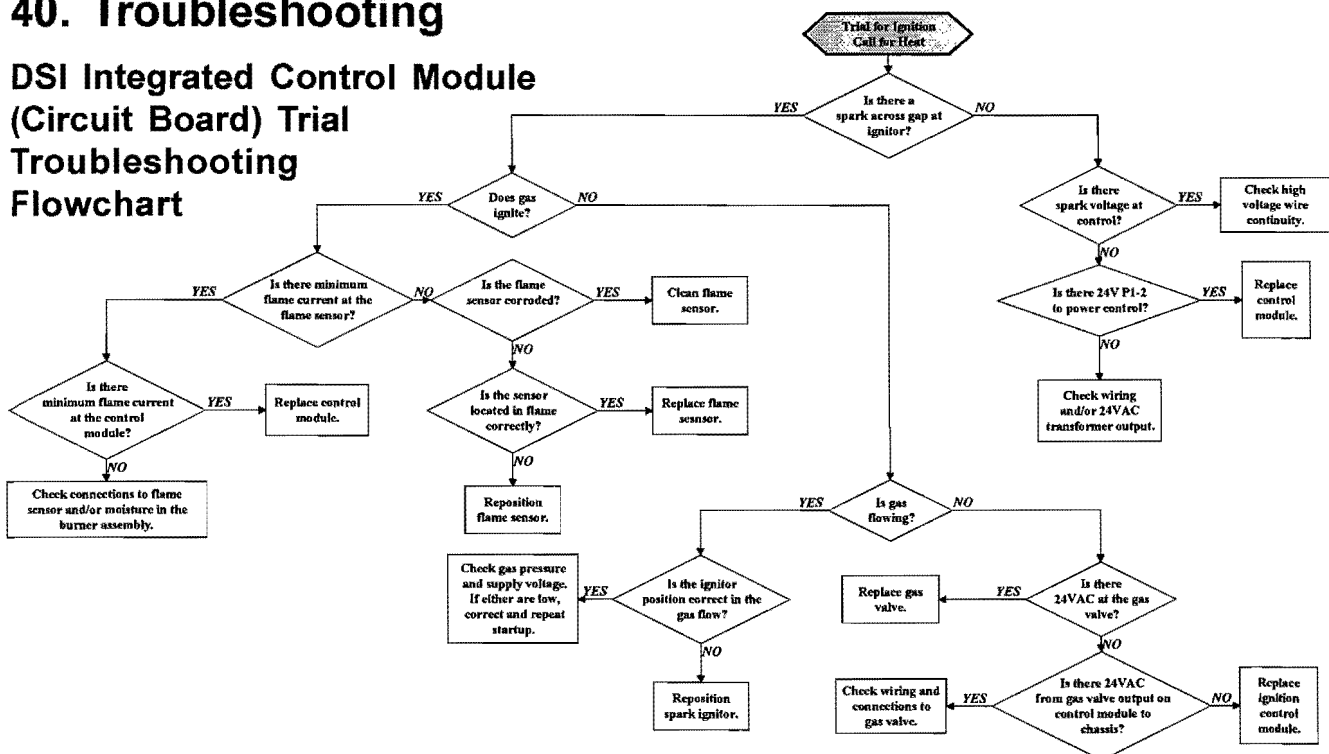 40. Troubleshooting
DSI Integrated Control Module
(Circuit Board) Trial
Troubleshooting
Flowchart
Trial for Ignition
Call for Heat
Is there a
spark across gap at
ignitor?
YES
NO
Does gas
ignite?
YES
NO
Is there
spark voltage at
control?
YES
Check high
voltage wire
continuity.
NO
Is there 24V P1-2
to power control?
YES
Replace
control
module.
NO
Check wiring
and/or 24VAC
transformer output.
Is there minimum
flame current at the
flame sensor?
YES
NO
Is the flame
sensor corroded?
YES
Clean flame
sensor.
NO
Is the sensor
located in flame
correctly?
YES
Replace flame
sesnsor.
NO
Reposition
flame sensor.
Is there
minimum flame current
at the control
module?
YES
Replace control
module.
NO
Check connections to flame
sensor and/or moisture in the
burner assembly.
Is gas
flowing?
YES
NO
Is the ignitor
position correct in the
gas flow?
YES
Check gas pressure
and supply voltage.
If either are low,
correct and repeat
startup.
NO
Reposition
spark ignitor.
Is there
24VAC at the gas
valve?
YES
Replace gas
valve.
NO
Is there 24VAC
from gas valve output on
control module to
chassis?
YES
Check wiring and
connections to
gas valve.
NO
Replace
ignition
control
module.